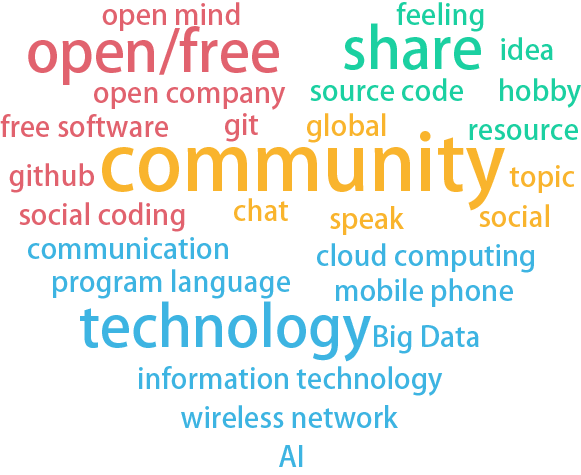 open mind feeling
open/free share idea
open company source code hobby
free software git global resource
github community topic
social coding chat speak social
communication cloud computing
program language mobile phone
technology Big Data
information technology
wireless network
AI